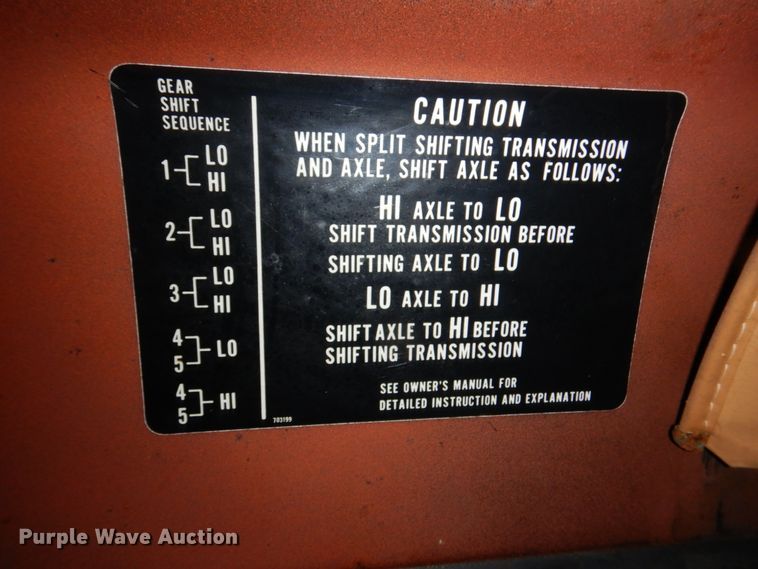 GEAR
SHIFT
SEQUENCE
1 LO
HI
2 LO
HI
3 LO
HI
4
5 LO
4
5 HI
703199
CAUTION
WHEN SPLIT SHIFTING TRANSMISSION
AND AXLE, SHIFT AXLE AS FOLLOWS:
HI AXLE TO LO
SHIFT TRANSMISSION BEFORE
SHIFTING AXLE TO LO
LO AXLE TO HI
SHIFT AXLE TO HI BEFORE
SHIFTING TRANSMISSION
SEE OWNER'S MANUAL FOR
DETAILED INSTRUCTION AND EXPLANATION
Purple Wave Auction